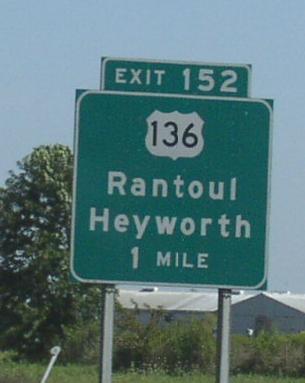 EXIT 152
136
Rantoul
Heyworth
1 MILE